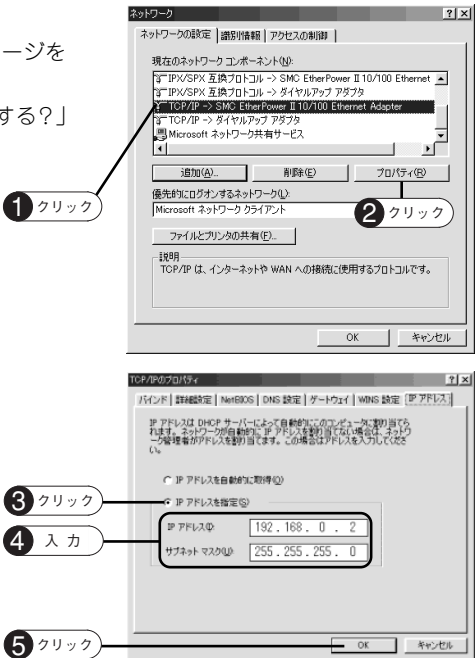 ージを
する?」
ネットワーク
ネットワークの設定 識別情報 アクセスの制御
現在のネットワーク コンポーネント(N):
IPX/SPX 互換プロトコル -> SMC EtherPower II 10/100 Ethernet
IPX/SPX 互換プロトコル -> ダイヤルアップ アダプタ
TCP/IP -> SMC EtherPower II 10/100 Ethernet Adapter
TCP/IP -> ダイヤルアップ アダプタ
Microsoft ネットワーク共有サービス
追加(A)... 削除(E) プロパティ(R)
1 クリック
優先的にログオンするネットワーク(L):
Microsoft ネットワーク クライアント
2 クリック
ファイルとプリンタの共有(F)...
説明
TCP/IP は、インターネットや WAN への接続に使用するプロトコルです。
OK キャンセル
TCP/IPのプロパティ
バインド 詳細設定 NetBIOS DNS 設定 ゲートウェイ WINS 設定 IP アドレス
IP アドレスは DHCP サーバーによって自動的にこのコンピュータに割り当てら
れます。ネットワークが自動的に IP アドレスを割り当てない場合は、ネットワ
ーク管理者がアドレスを割り当てます。この場合はアドレスを入力してくださ
い。
IP アドレスを自動的に取得(O)
3 クリック
IP アドレスを指定(S)
4 入 力
IP アドレス(I): 192.168. 0 . 2
サブネット マスク(U): 255.255.255. 0
5 クリック
OK キャンセル